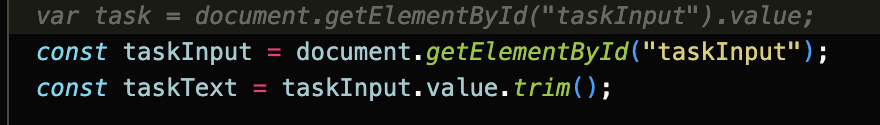 var task = document.getElementById("taskInput").value;
const taskInput = document.getElementById("taskInput");
const taskText = taskInput.value.trim();